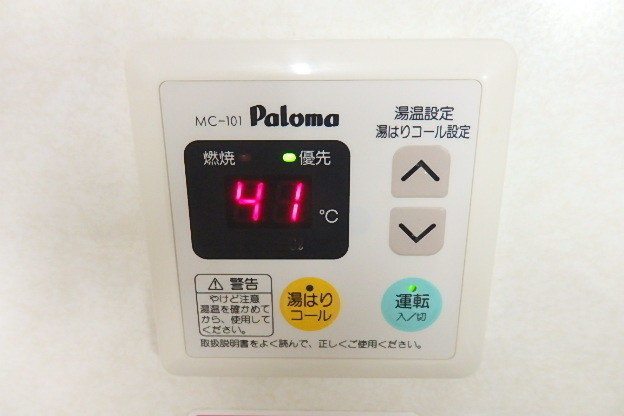 MC-101 Paloma
湯温設定
湯はりコール設定
燃焼 優先
41 ℃
警告
やけど注意
湯温を確かめて
から、使用して
ください。
湯はり
コール
運転
入/切
取扱説明書をよく読んで、正しくご使用ください。